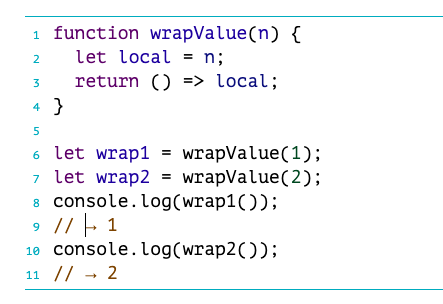 1 function wrapValue(n) {
2   let local = n;
3   return () => local;
4 }
5
6 let wrap1 = wrapValue(1);
7 let wrap2 = wrapValue(2);
8 console.log(wrap1());
9 // → 1
10 console.log(wrap2());
11 // → 2